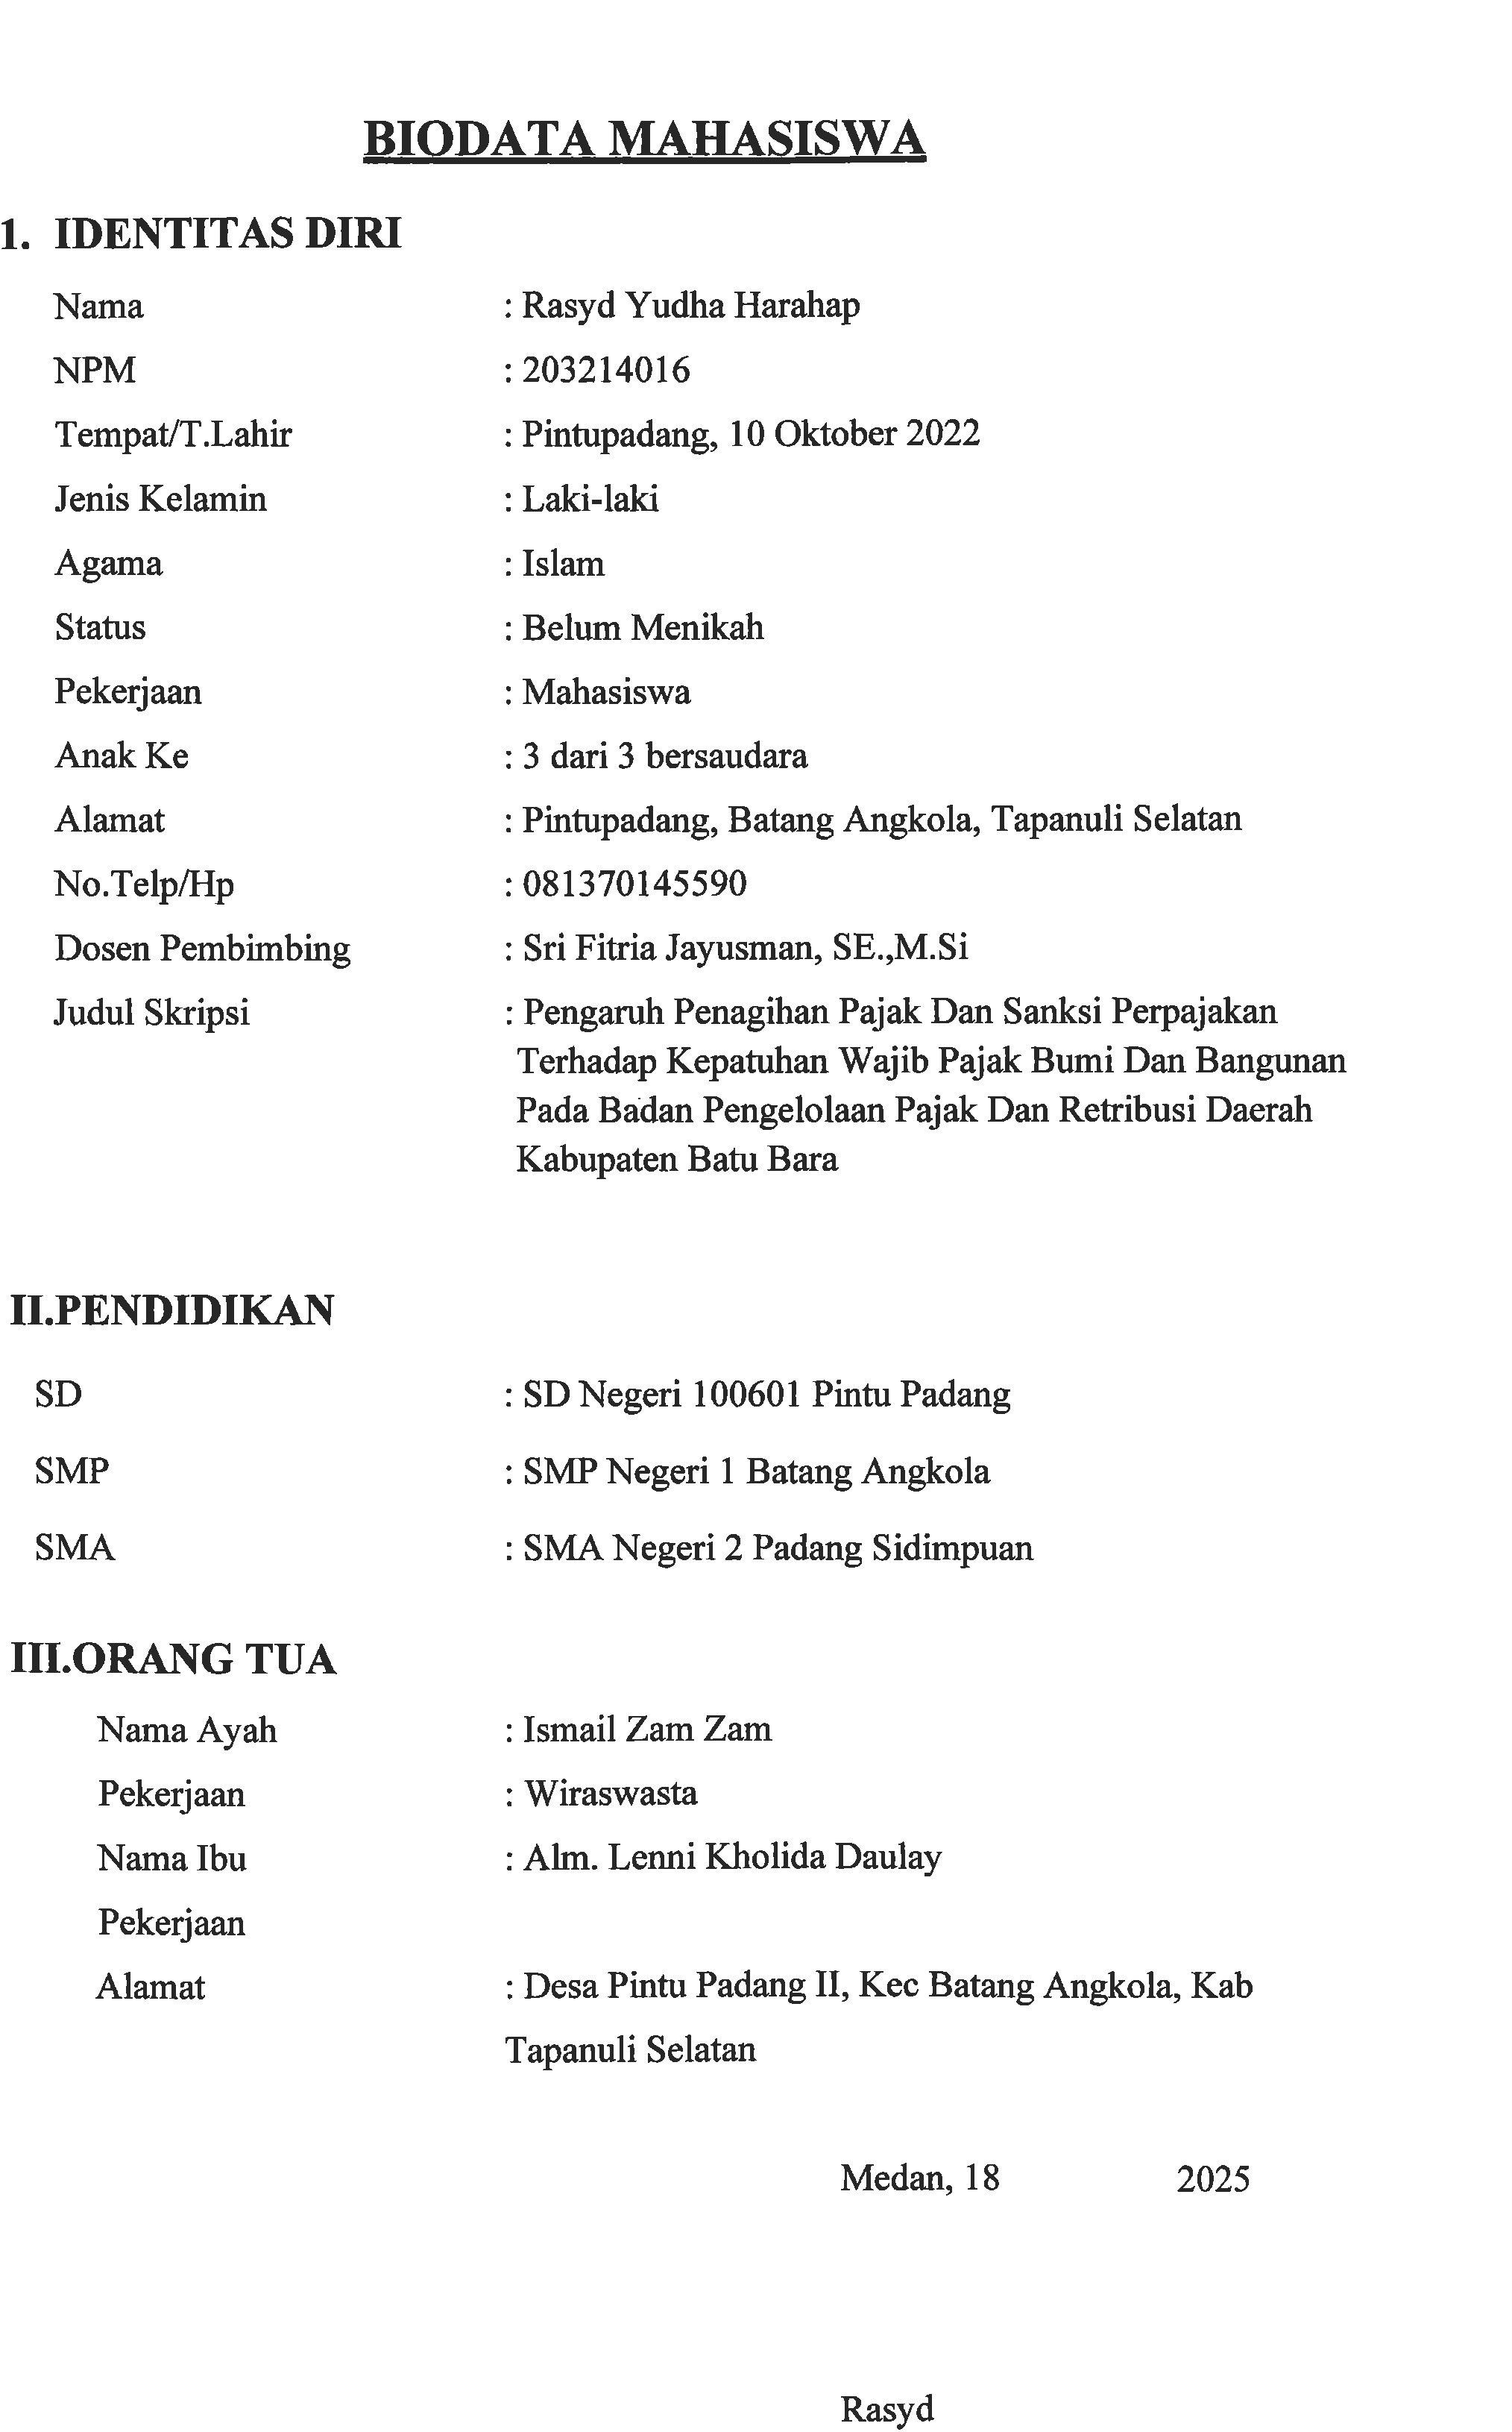 BIODATA MAHASISWA
1. IDENTITAS DIRI
Nama : Rasyd Yudha Harahap
NPM : 203214016
Tempat/T.Lahir : Pintupadang, 10 Oktober 2022
Jenis Kelamin : Laki-laki
Agama : Islam
Status : Belum Menikah
Pekerjaan : Mahasiswa
Anak Ke : 3 dari 3 bersaudara
Alamat : Pintupadang, Batang Angkola, Tapanuli Selatan
No.Telp/Hp : 081370145590
Dosen Pembimbing : Sri Fitria Jayusman, SE.,M.Si
Judul Skripsi : Pengaruh Penagihan Pajak Dan Sanksi Perpajakan
Terhadap Kepatuhan Wajib Pajak Bumi Dan Bangunan
Pada Badan Pengelolaan Pajak Dan Retribusi Daerah
Kabupaten Batu Bara
II.PENDIDIKAN
SD : SD Negeri 100601 Pintu Padang
SMP : SMP Negeri 1 Batang Angkola
SMA : SMA Negeri 2 Padang Sidimpuan
III.ORANG TUA
Nama Ayah : Ismail Zam Zam
Pekerjaan : Wiraswasta
Nama Ibu : Alm. Lenni Kholida Daulay
Pekerjaan
Alamat : Desa Pintu Padang II, Kec Batang Angkola, Kab
Tapanuli Selatan
Medan, 18 2025
Rasyd